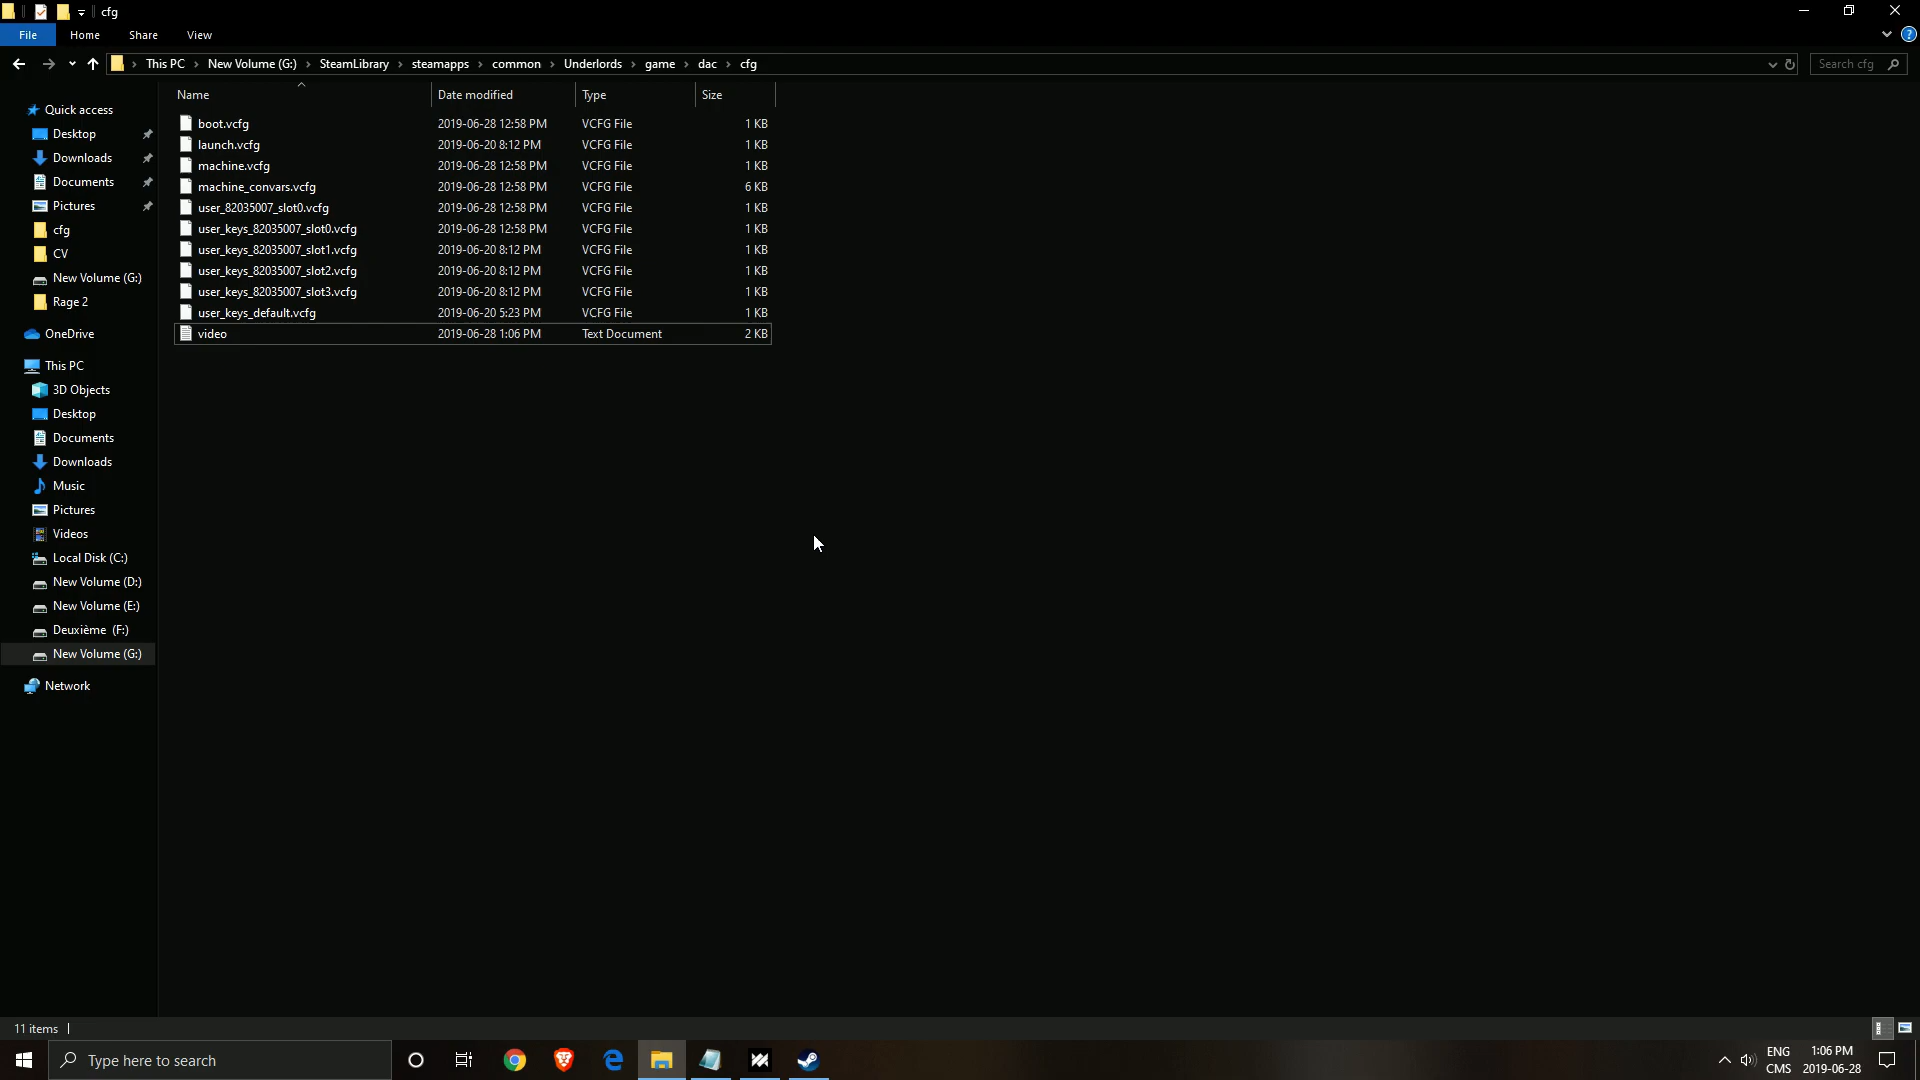 cfg
File Home Share View
This PC New Volume (G:) SteamLibrary steamapps common Underlords game dac cfg Search cfg
Name Date modified Type Size
boot.vcfg 2019-06-28 12:58 PM VCFG File 1 KB
launch.vcfg 2019-06-20 8:12 PM VCFG File 1 KB
machine.vcfg 2019-06-28 12:58 PM VCFG File 1 KB
machine_convars.vcfg 2019-06-28 12:58 PM VCFG File 6 KB
user_82035007_slot0.vcfg 2019-06-28 12:58 PM VCFG File 1 KB
user_keys_82035007_slot0.vcfg 2019-06-28 12:58 PM VCFG File 1 KB
user_keys_82035007_slot1.vcfg 2019-06-20 8:12 PM VCFG File 1 KB
user_keys_82035007_slot2.vcfg 2019-06-20 8:12 PM VCFG File 1 KB
user_keys_82035007_slot3.vcfg 2019-06-20 8:12 PM VCFG File 1 KB
user_keys_default.vcfg 2019-06-20 5:23 PM VCFG File 1 KB
video 2019-06-28 1:06 PM Text Document 2 KB
Quick access
Desktop
Downloads
Documents
Pictures
cfg
CV
New Volume (G:)
Rage 2
OneDrive
This PC
3D Objects
Desktop
Documents
Downloads
Music
Pictures
Videos
Local Disk (C:)
New Volume (D:)
New Volume (E:)
Deuxième (F:)
New Volume (G:)
Network
11 items
Type here to search
ENG
CMS
1:06 PM
2019-06-28